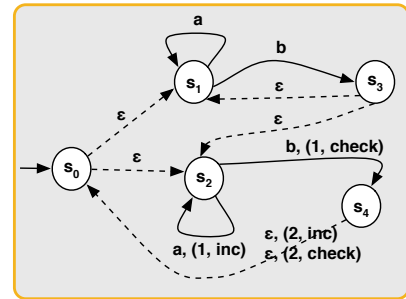 a
b
s1
s3
ε
ε
ε
ε
b, (1, check)
s0
s2
s4
a, (1, inc)
ε, (2, inc)
ε, (2, check)